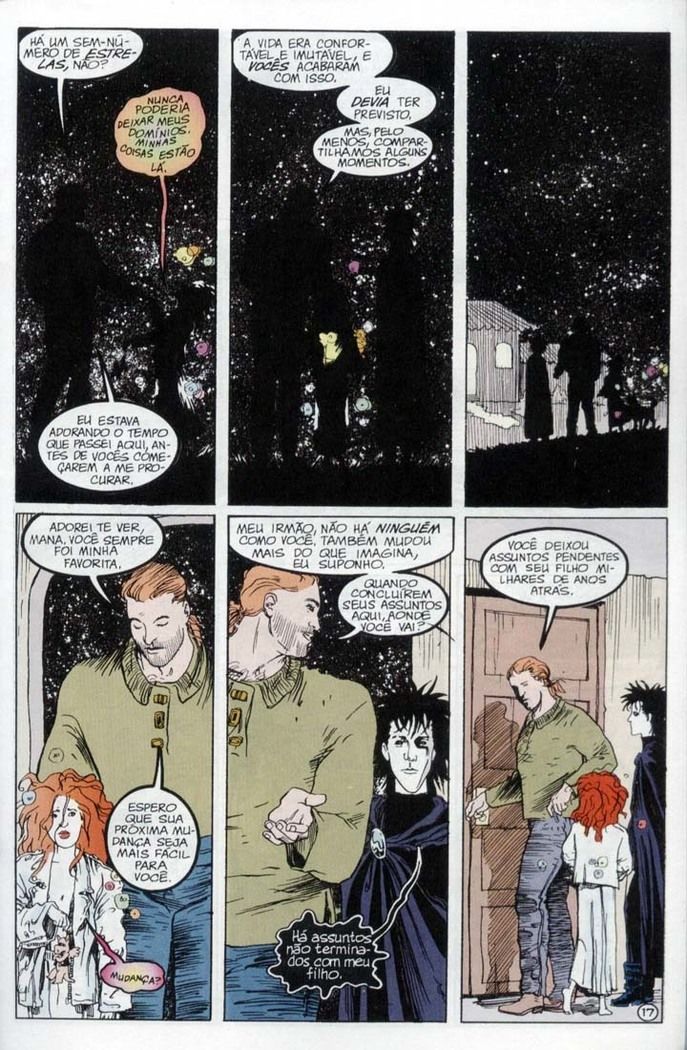 HÁ UM SEM-NÚ-
MERO DE ESTRE-
LAS, NÃO?
NUNCA
PODERIA
DEIXAR MEUS
DOMÍNIOS.
MINHAS
COISAS ESTÃO
LÁ.
EU ESTAVA
ADORANDO O TEMPO
QUE PASSEI AQUI, AN-
TES DE VOCÊS COME-
ÇAREM A ME PRO-
CURAR.
A VIDA ERA CONFOR-
TÁVEL E IMUTÁVEL, E
VOCÊS ACABARAM
COM ISSO.
EU
DEVIA TER
PREVISTO.
MAS, PELO
MENOS, COMPAR-
TILHAMOS ALGUNS
MOMENTOS.
ADOREI TE VER,
MANA. VOCÊ SEMPRE
FOI MINHA
FAVORITA.
ESPERO
QUE SUA
PRÓXIMA MU-
DANÇA SEJA
MAIS FÁCIL
PARA
VOCÊ.
MUDANÇA?
MEU IRMÃO, NÃO HÁ NINGUÉM
COMO VOCÊ. TAMBÉM MUDOU
MAIS DO QUE IMAGINA,
EU SUPONHO.
QUANDO
CONCLUÍREM
SEUS ASSUNTOS
AQUI, AONDE
VOCÊ VAI?
Há assuntos
não termina-
dos com meu
filho.
VOCÊ DEIXOU
ASSUNTOS PENDENTES
COM SEU FILHO MI-
LHARES DE ANOS
ATRÁS.
17